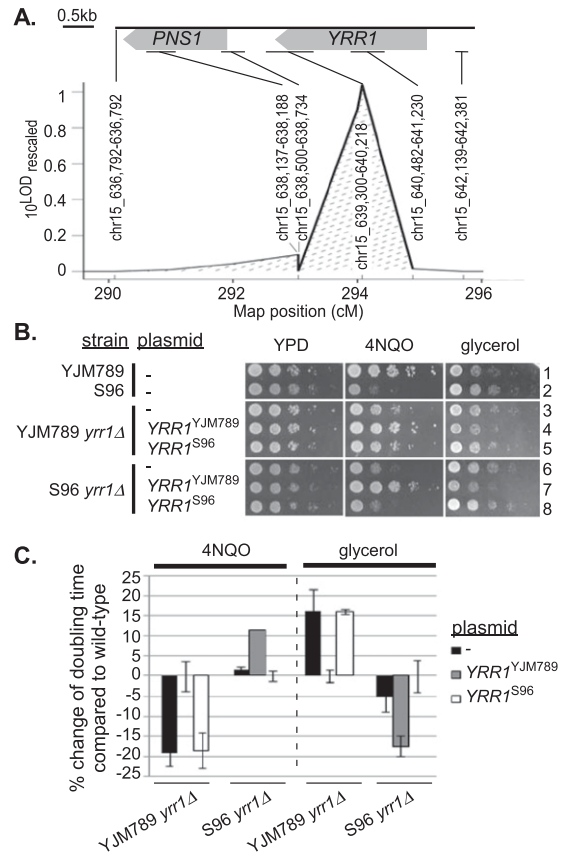 A.
0.5kb
PNS1
YRR1
10LOD rescaled
1
0.8
0.6
0.4
0.2
0
chr15_636,792-636,792
chr15_638,137-638,188
chr15_638,500-638,734
chr15_639,300-640,218
chr15_640,482-641,230
chr15_642,139-642,381
290
292
294
296
Map position (cM)
B.
strain plasmid
YPD 4NQO glycerol
YJM789 - 1
S96 - 2
YJM789 yrr1Δ
- 3
YRR1YJM789 4
YRR1S96 5
S96 yrr1Δ
- 6
YRR1YJM789 7
YRR1S96 8
C.
4NQO glycerol
% change of doubling time
compared to wild-type
25
20
15
10
5
0
-5
-10
-15
-20
-25
YJM789 yrr1Δ
S96 yrr1Δ
YJM789 yrr1Δ
S96 yrr1Δ
plasmid
-
YRR1YJM789
YRR1S96